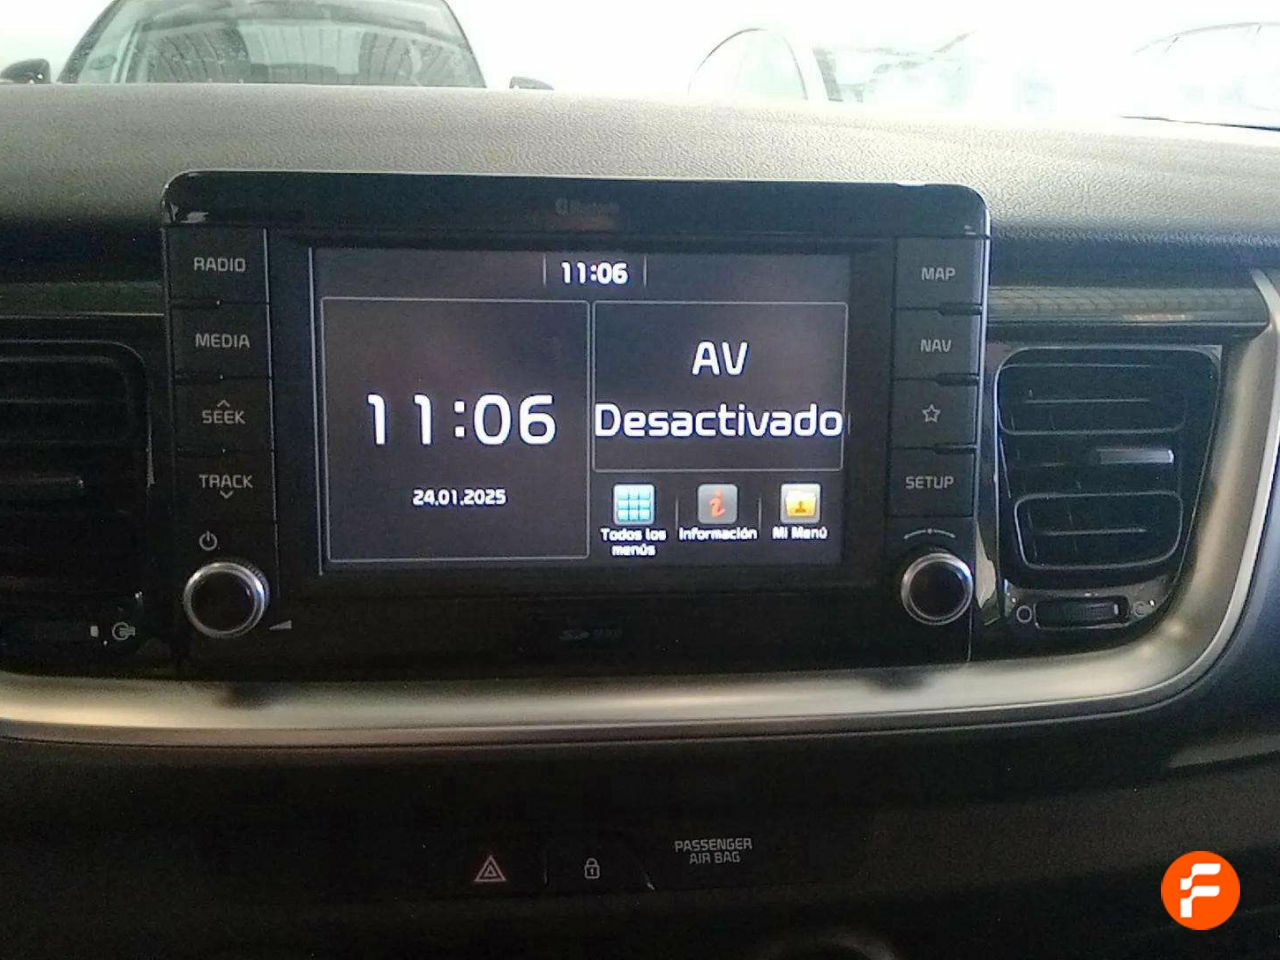 RADIO
MEDIA
SEEK
TRACK
11:06
11:06
24.01.2025
AV
Desactivado
Todos los
menús
Información
Mi Menú
MAP
NAV
SETUP
PASSENGER
AIR BAG